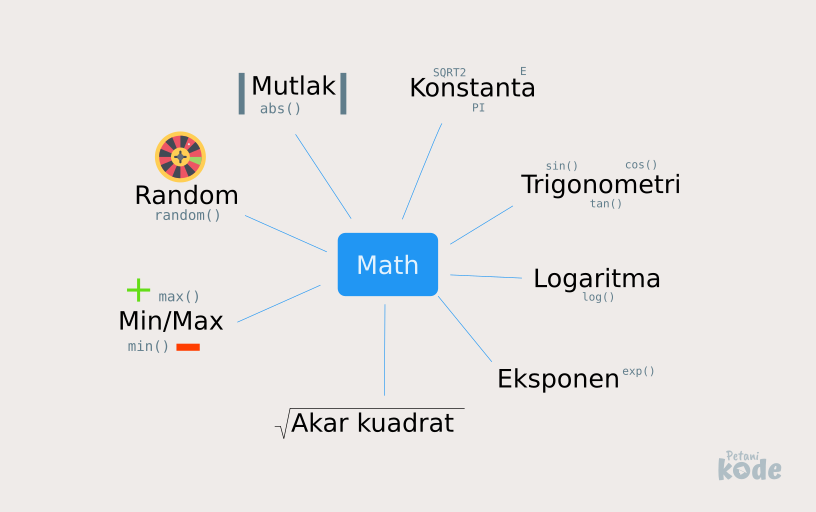 Mutlak
abs()
SQRT2
E
Konstanta
PI
Random
random()
sin()
cos()
Trigonometri
tan()
Math
Logaritma
log()
max()
Min/Max
min()
Eksponen
exp()
√Akar kuadrat
Petani
kode